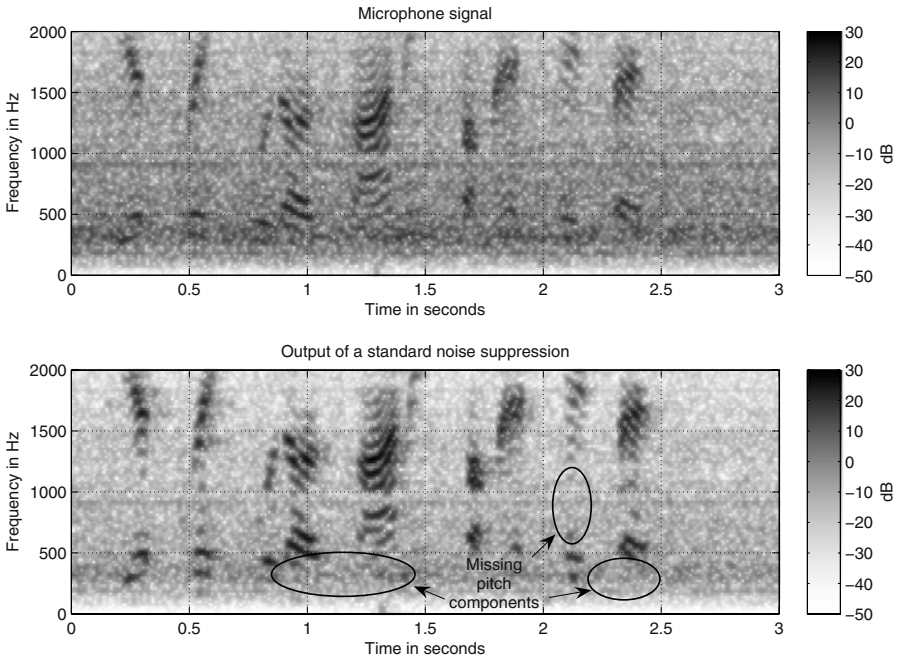 Microphone signal
2000
1500
1000
500
0
Frequency in Hz
0 0.5 1 1.5 2 2.5 3
Time in seconds
30
20
10
0
−10
−20
−30
−40
−50
dB
Output of a standard noise suppression
2000
1500
1000
500
0
Frequency in Hz
Missing
pitch
components
0 0.5 1 1.5 2 2.5 3
Time in seconds
30
20
10
0
−10
−20
−30
−40
−50
dB